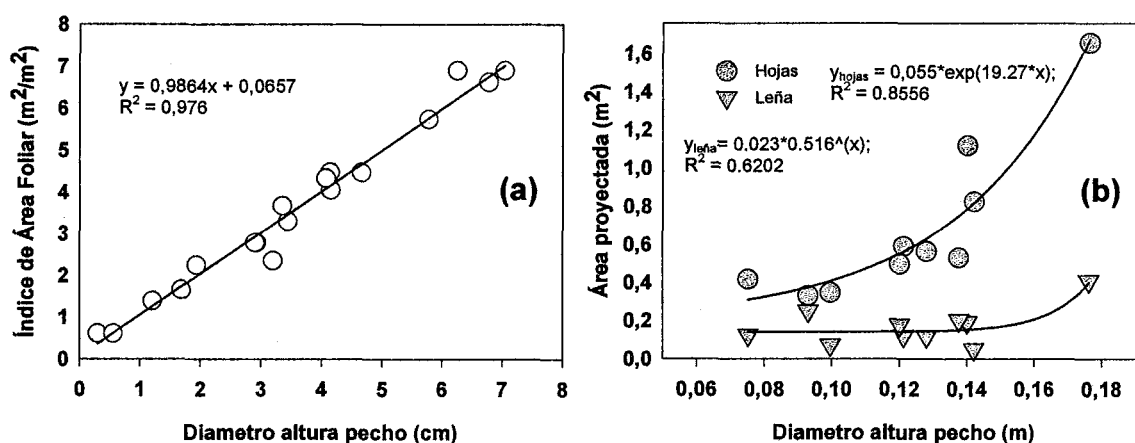 8
7
6
5
4
3
2
1
0
Índice de Área Foliar (m²/m²)
y = 0,9864x + 0,0657
R² = 0,976
(a)
0 1 2 3 4 5 6 7 8
Diametro altura pecho (cm)
1,6
1,4
1,2
1,0
0,8
0,6
0,4
0,2
0,0
Área proyectada (m²)
Hojas
Leña
yhojas = 0,055*exp(19.27*x);
R² = 0.8556
yleña= 0.023*0.516^(x);
R² = 0.6202
(b)
0,06 0,08 0,10 0,12 0,14 0,16 0,18
Diametro altura pecho (m)